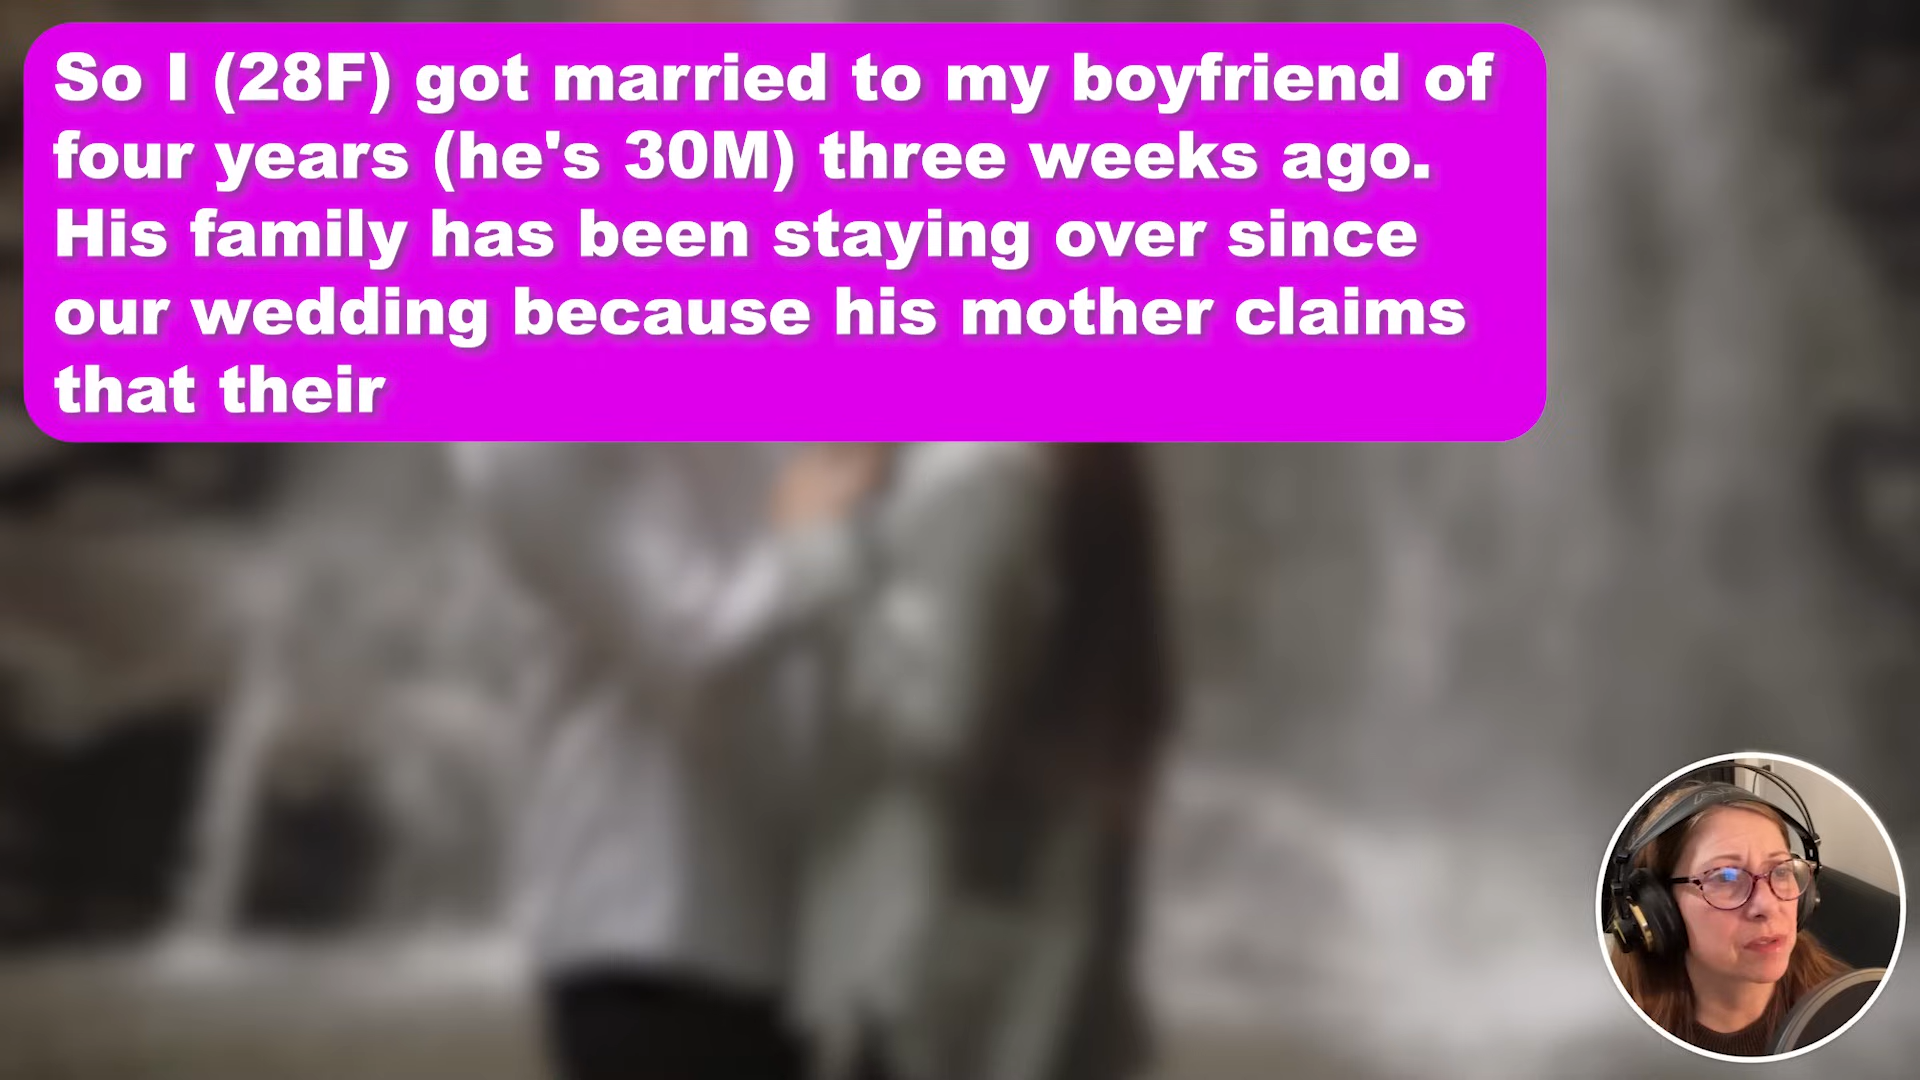 So I (28F) got married to my boyfriend of
four years (he's 30M) three weeks ago.
His family has been staying over since
our wedding because his mother claims
that their